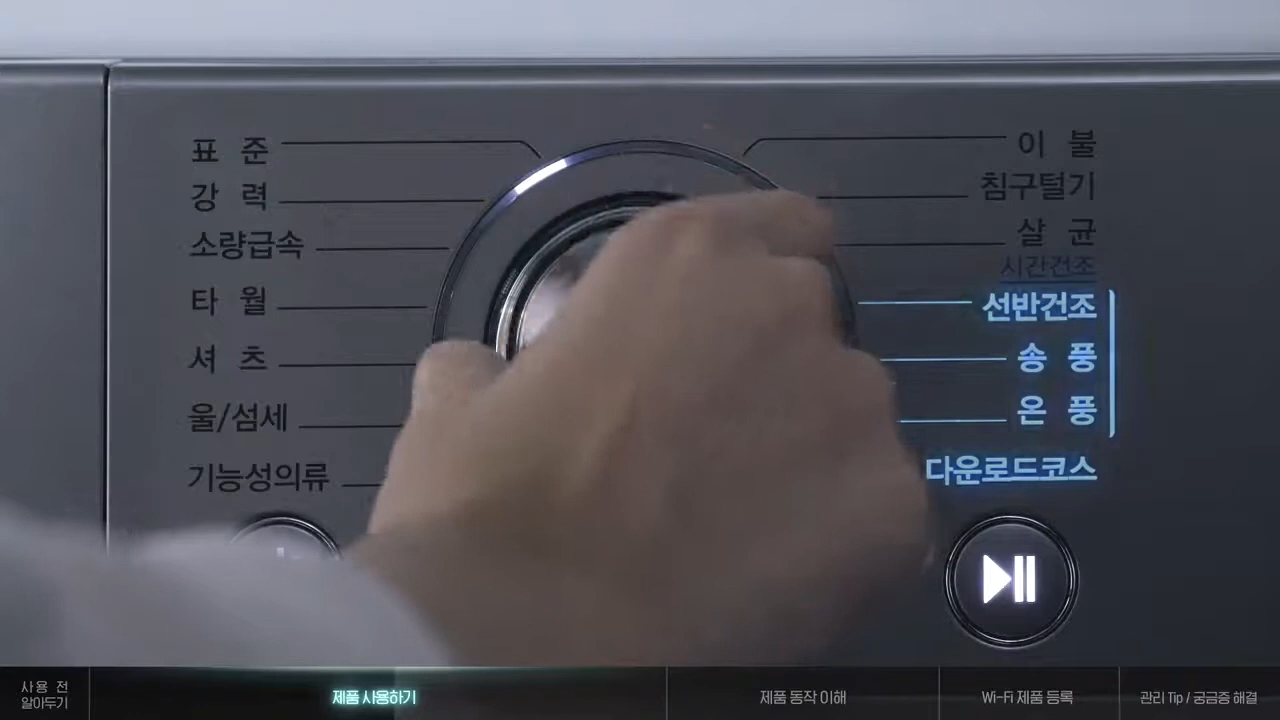 표 준
강 력
소량급속
타 월
셔 츠
울/섬세
기능성의류
이 불
침구털기
살 균
시간건조
선반건조
송 풍
온 풍
다운로드코스
사용 전
알아두기
제품 사용하기
제품 동작 이해
Wi-Fi 제품 등록
관리 Tip / 궁금증 해결